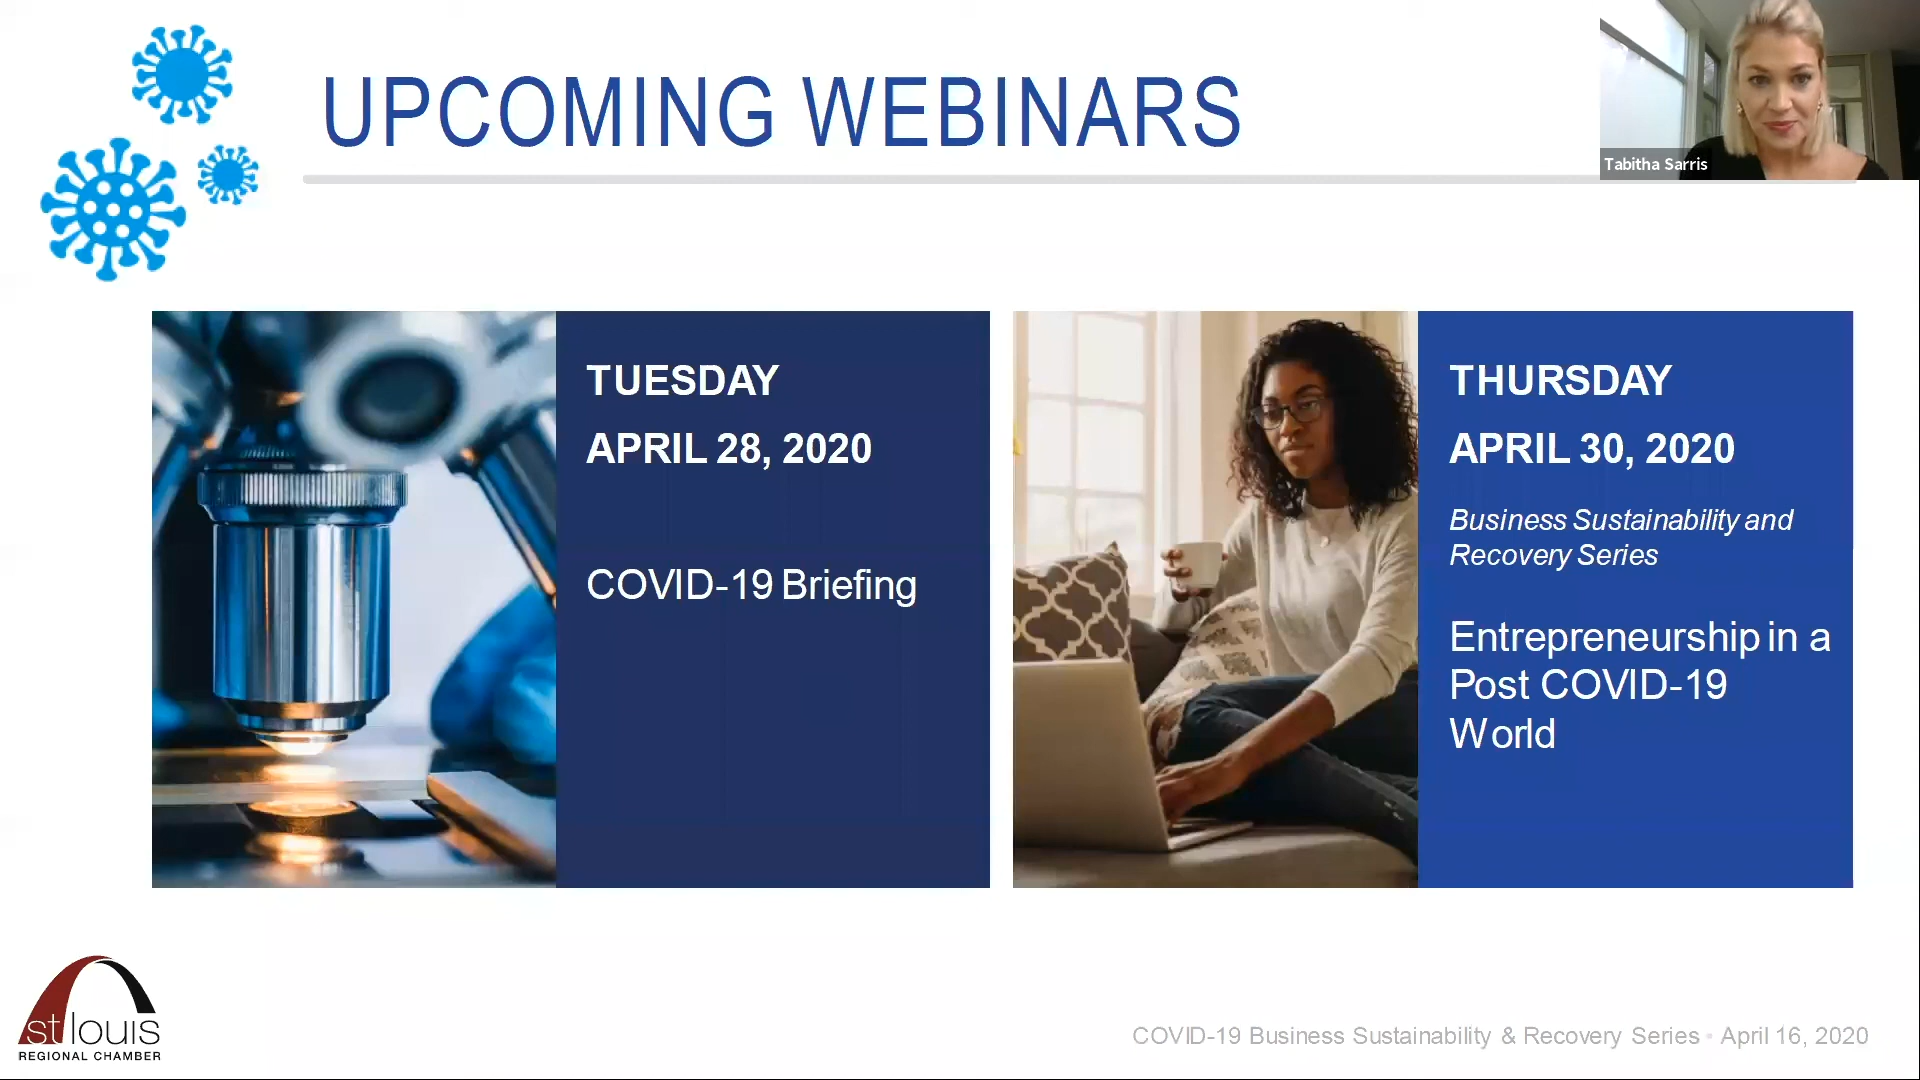 UPCOMING WEBINARS
Tabitha Sarris
TUESDAY
APRIL 28, 2020
COVID-19 Briefing
THURSDAY
APRIL 30, 2020
Business Sustainability and
Recovery Series
Entrepreneurship in a
Post COVID-19
World
st louis
REGIONAL CHAMBER
COVID-19 Business Sustainability & Recovery Series • April 16, 2020